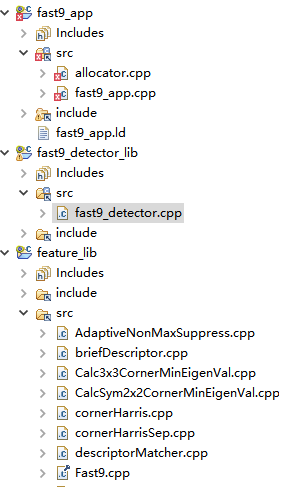 fast9_app
Includes
src
allocator.cpp
fast9_app.cpp
include
fast9_app.ld
fast9_detector_lib
Includes
src
fast9_detector.cpp
include
feature_lib
Includes
include
src
AdaptiveNonMaxSuppress.cpp
briefDescriptor.cpp
Calc3x3CornerMinEigenVal.cpp
CalcSym2x2CornerMinEigenVal.cpp
cornerHarris.cpp
cornerHarrisSep.cpp
descriptorMatcher.cpp
Fast9.cpp